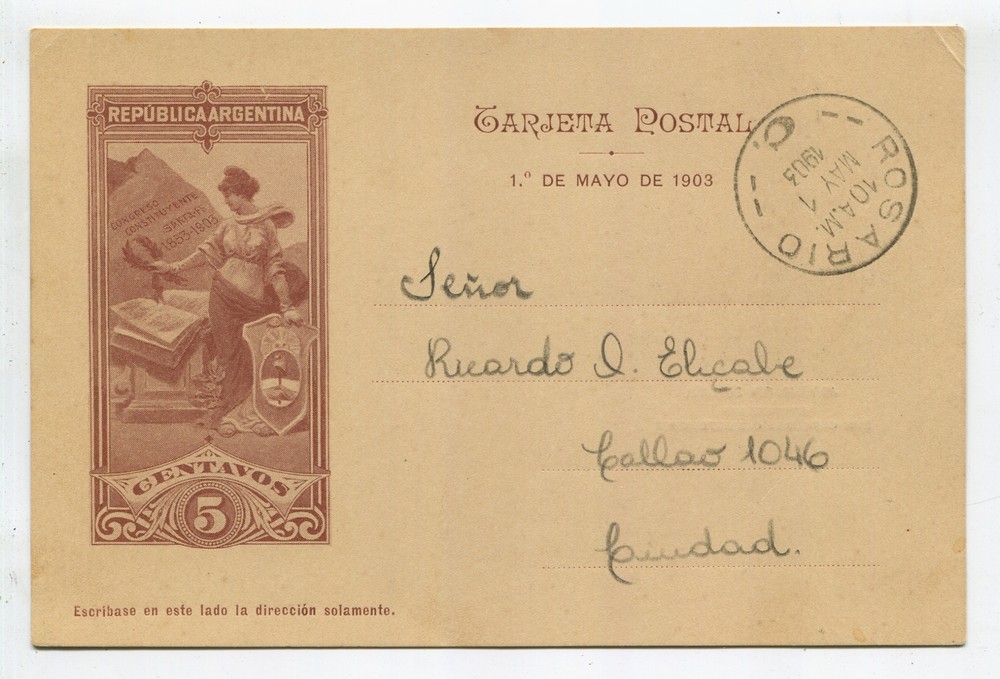 REPÚBLICA ARGENTINA
CONGRESO
CONSTITUYENTE
1853-1903
CENTAVOS
5
TARJETA POSTAL
1.º DE MAYO DE 1903
ROSARIO
10 A.M.
MAY 1
1903
Señor
Ricardo D. Eliçabe
Callao 1046
Ciudad.
Escríbase en este lado la dirección solamente.